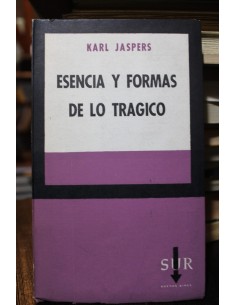 KARL JASPERS
ESENCIA Y FORMAS
DE LO TRAGICO
SUR